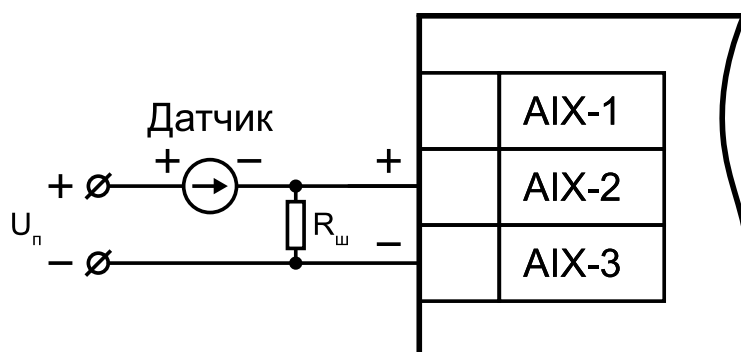 AIX-1
Датчик
+ − +
+ AIX-2
Uп Rш
− − AIX-3